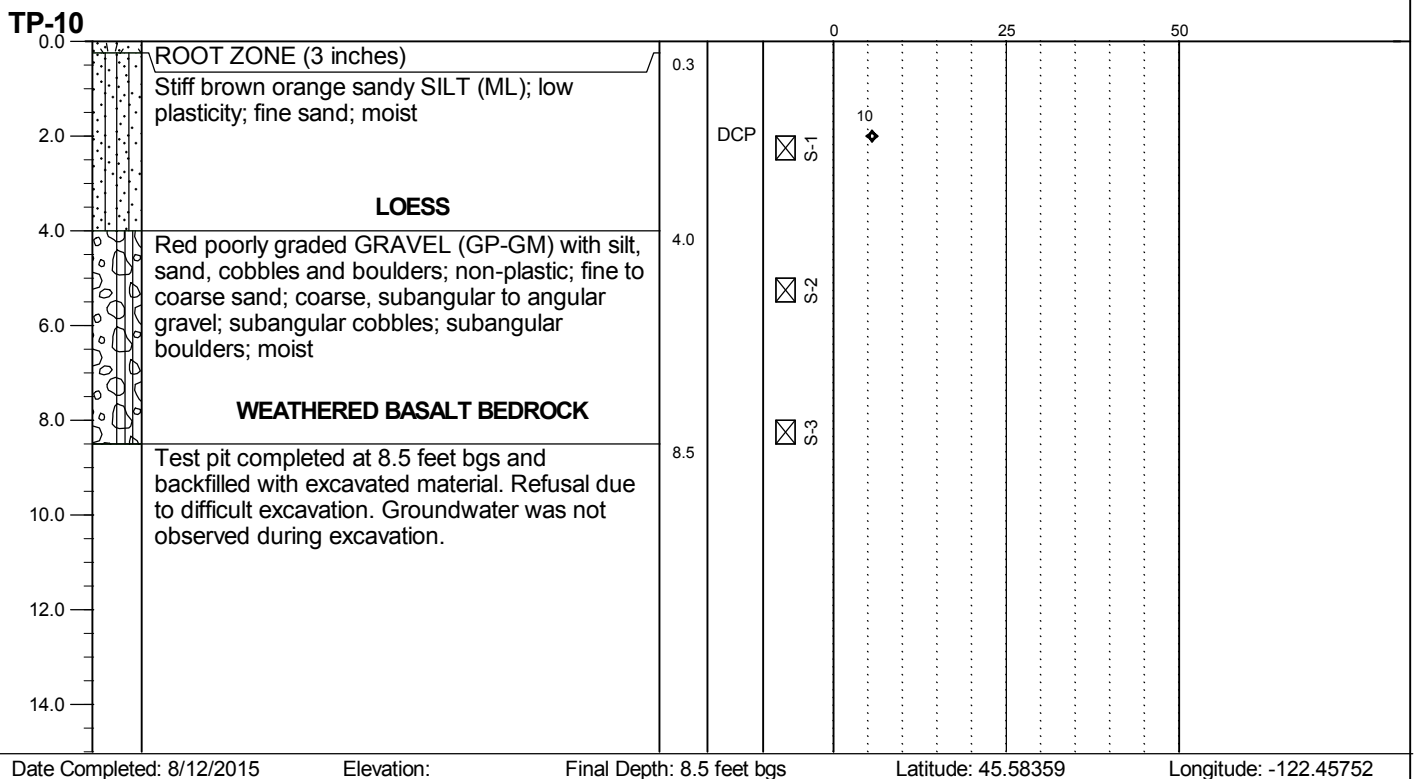 TP-10
0 25 50
0.0
ROOT ZONE (3 inches)
0.3
Stiff brown orange sandy SILT (ML); low
plasticity; fine sand; moist
10
2.0
DCP
S-1
LOESS
4.0
4.0
Red poorly graded GRAVEL (GP-GM) with silt,
sand, cobbles and boulders; non-plastic; fine to
coarse sand; coarse, subangular to angular
gravel; subangular cobbles; subangular
boulders; moist
S-2
6.0
WEATHERED BASALT BEDROCK
8.0
S-3
8.5
Test pit completed at 8.5 feet bgs and
backfilled with excavated material. Refusal due
to difficult excavation. Groundwater was not
observed during excavation.
10.0
12.0
14.0
Date Completed: 8/12/2015 Elevation: Final Depth: 8.5 feet bgs Latitude: 45.58359 Longitude: -122.45752